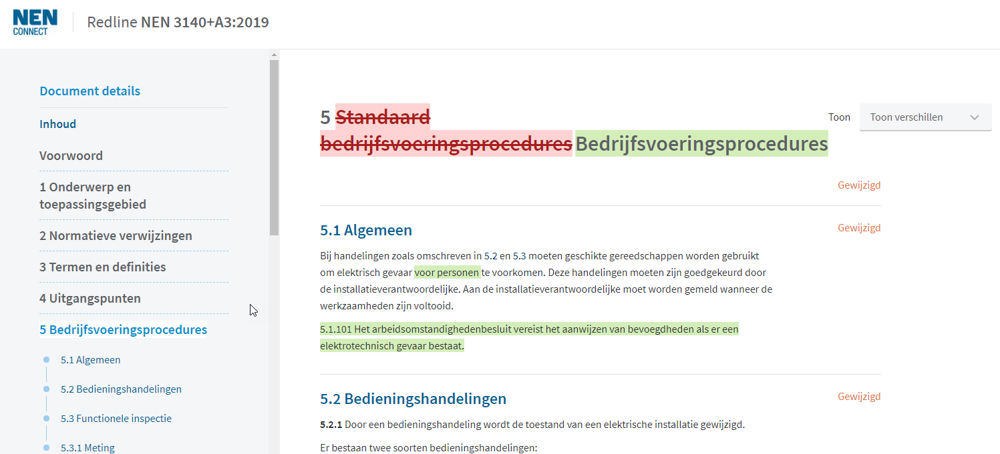 NEN
CONNECT
Redline NEN 3140+A3:2019
Document details
Inhoud
Voorwoord
1 Onderwerp en
toepassingsgebied
2 Normatieve verwijzingen
3 Termen en definities
4 Uitgangspunten
5 Bedrijfsvoeringsprocedures
5.1 Algemeen
5.2 Bedieningshandelingen
5.3 Functionele inspectie
5.3.1 Meting
5 Standaard
bedrijfsvoeringsprocedures Bedrijfsvoeringsprocedures
Toon
Toon verschillen
Gewijzigd
5.1 Algemeen
Gewijzigd
Bij handelingen zoals omschreven in 5.2 en 5.3 moeten geschikte gereedschappen worden gebruikt
om elektrisch gevaar voor personen te voorkomen. Deze handelingen moeten zijn goedgekeurd door
de installatieverantwoordelijke. Aan de installatieverantwoordelijke moet worden gemeld wanneer de
werkzaamheden zijn voltooid.
5.1.101 Het arbeidsomstandighedenbesluit vereist het aanwijzen van bevoegdheden als er een
elektrotechnisch gevaar bestaat.
5.2 Bedieningshandelingen
Gewijzigd
5.2.1 Door een bedieningshandeling wordt de toestand van een elektrische installatie gewijzigd.
Er bestaan twee soorten bedieningshandelingen: